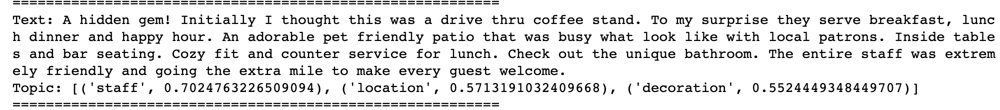 ==========================================================
Text: A hidden gem! Initially I thought this was a drive thru coffee stand. To my surprise they serve breakfast, lunc
h dinner and happy hour. An adorable pet friendly patio that was busy what look like with local patrons. Inside table
s and bar seating. Cozy fit and counter service for lunch. Check out the unique bathroom. The entire staff was extrem
ely friendly and going the extra mile to make every guest welcome.
Topic: [('staff', 0.7024763226509094), ('location', 0.5713191032409668), ('decoration', 0.5524449348449707)]
==========================================================